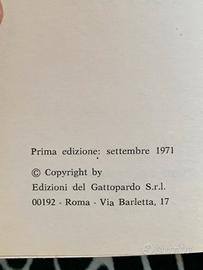 Prima edizione: settembre 1971
© Copyright by
Edizioni del Gattopardo S.r.l.
00192 - Roma - Via Barletta, 17